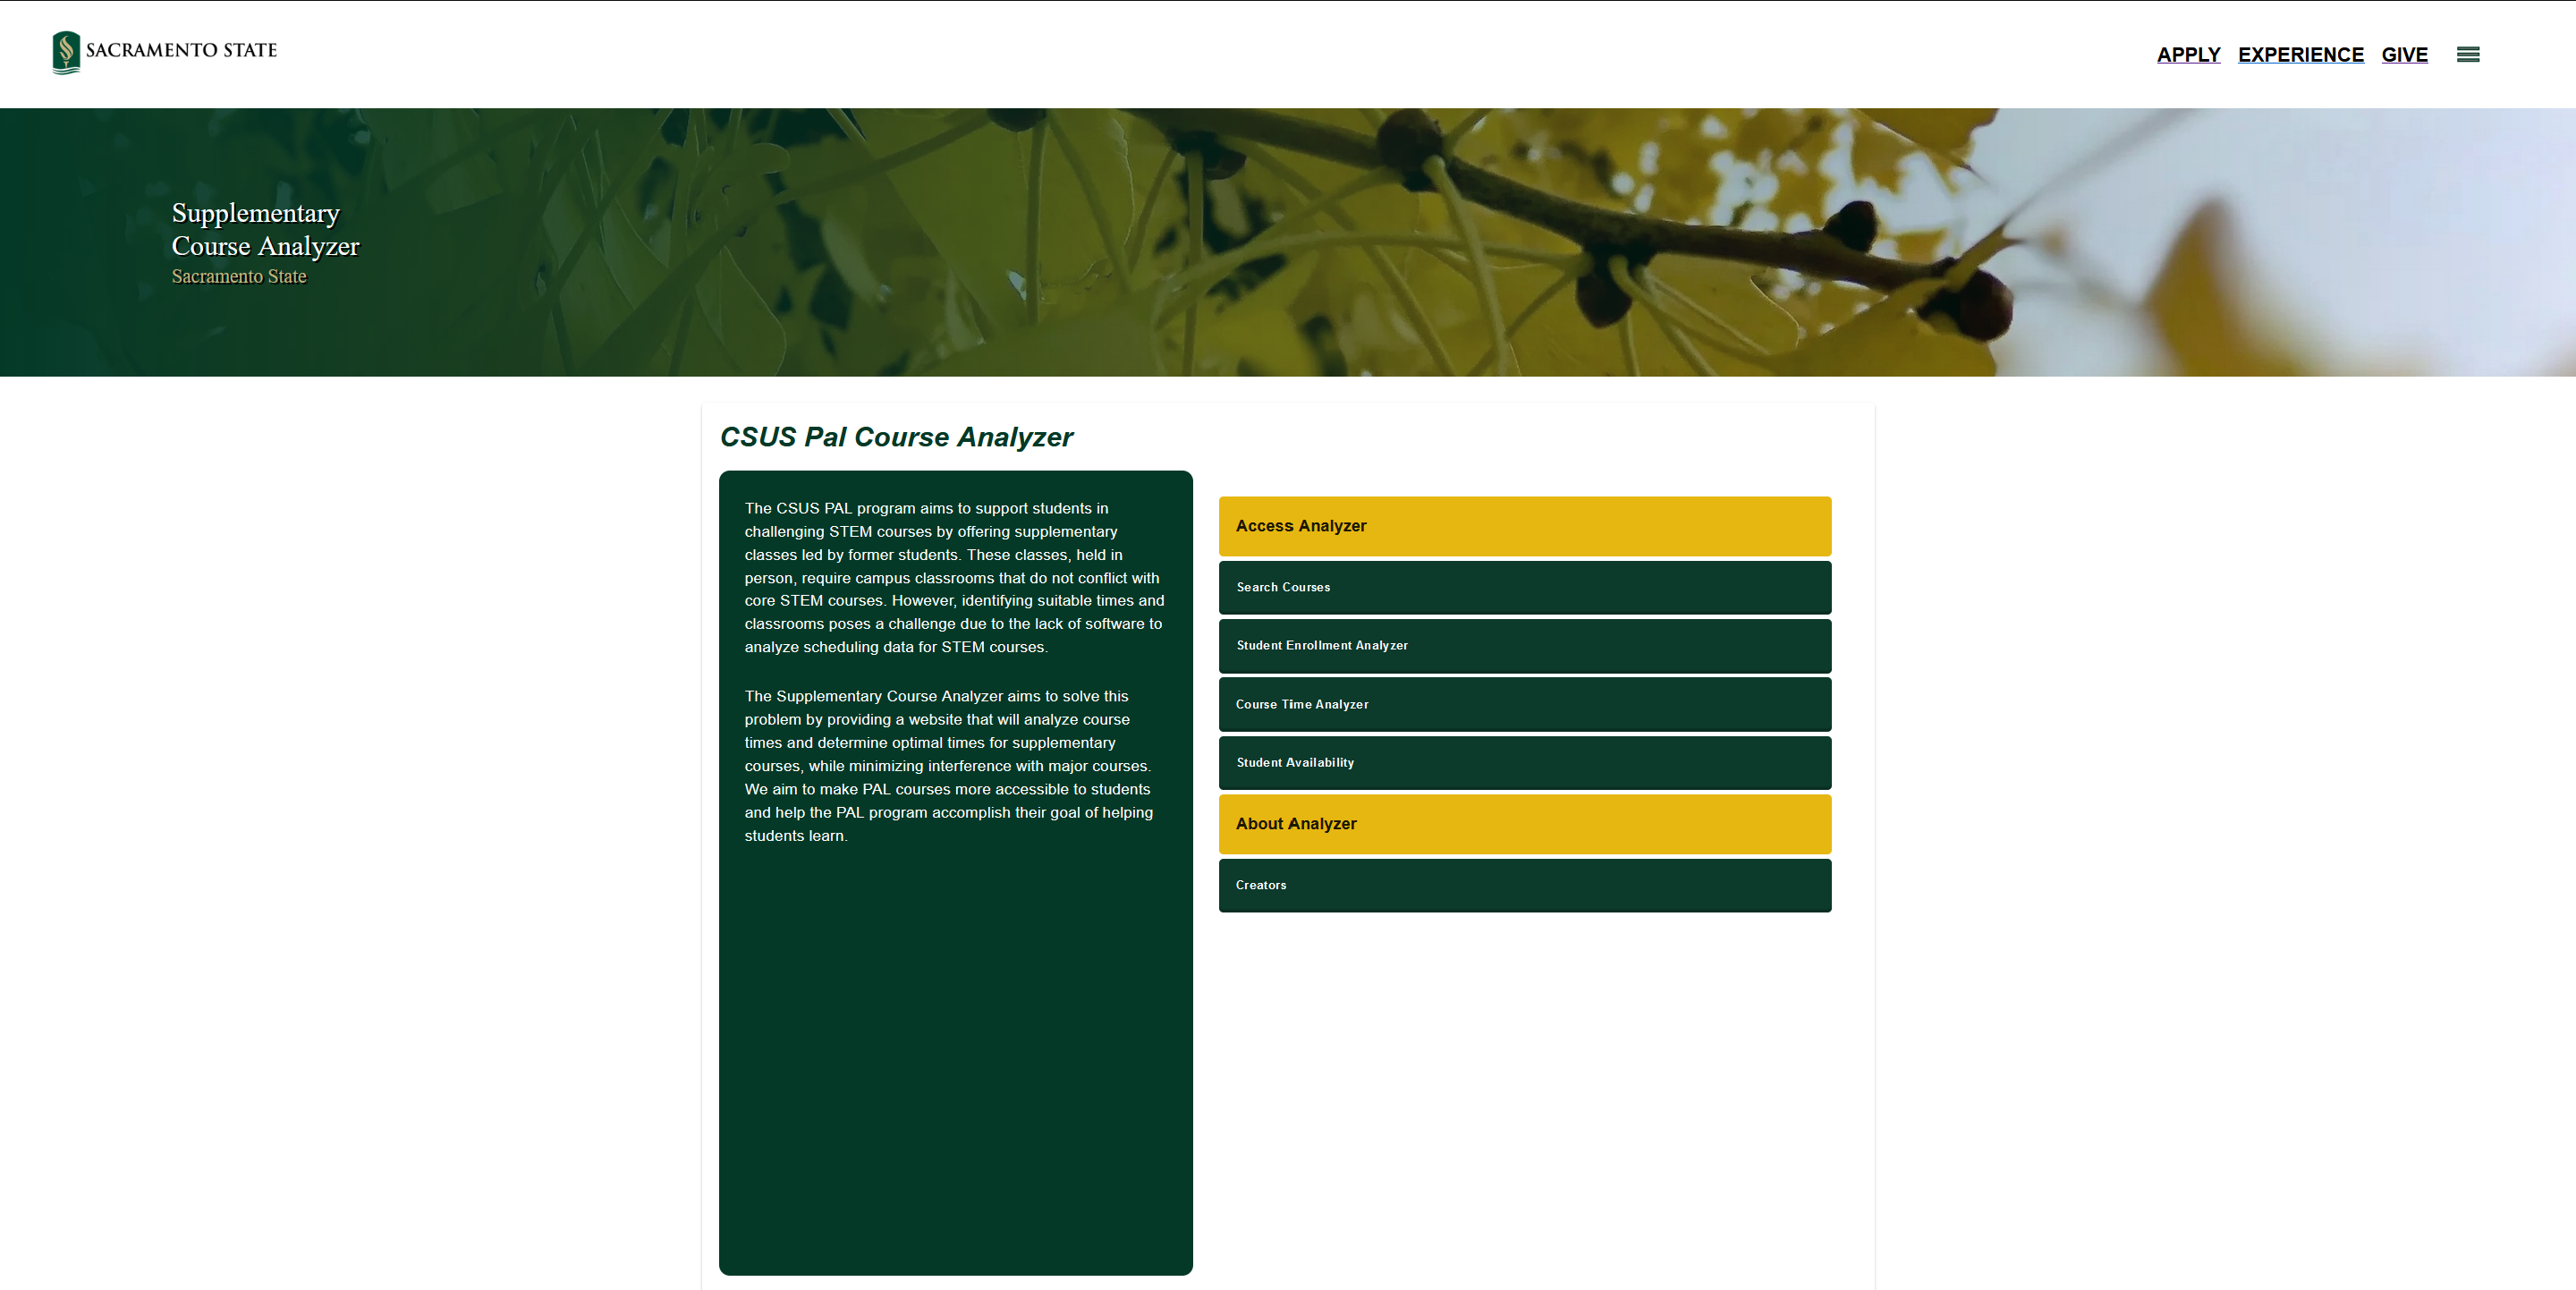 SACRAMENTO STATE
APPLY EXPERIENCE GIVE
Supplementary
Course Analyzer
Sacramento State
CSUS Pal Course Analyzer
The CSUS PAL program aims to support students in
challenging STEM courses by offering supplementary
classes led by former students. These classes, held in
person, require campus classrooms that do not conflict with
core STEM courses. However, identifying suitable times and
classrooms poses a challenge due to the lack of software to
analyze scheduling data for STEM courses.
The Supplementary Course Analyzer aims to solve this
problem by providing a website that will analyze course
times and determine optimal times for supplementary
courses, while minimizing interference with major courses.
We aim to make PAL courses more accessible to students
and help the PAL program accomplish their goal of helping
students learn.
Access Analyzer
Search Courses
Student Enrollment Analyzer
Course Time Analyzer
Student Availability
About Analyzer
Creators